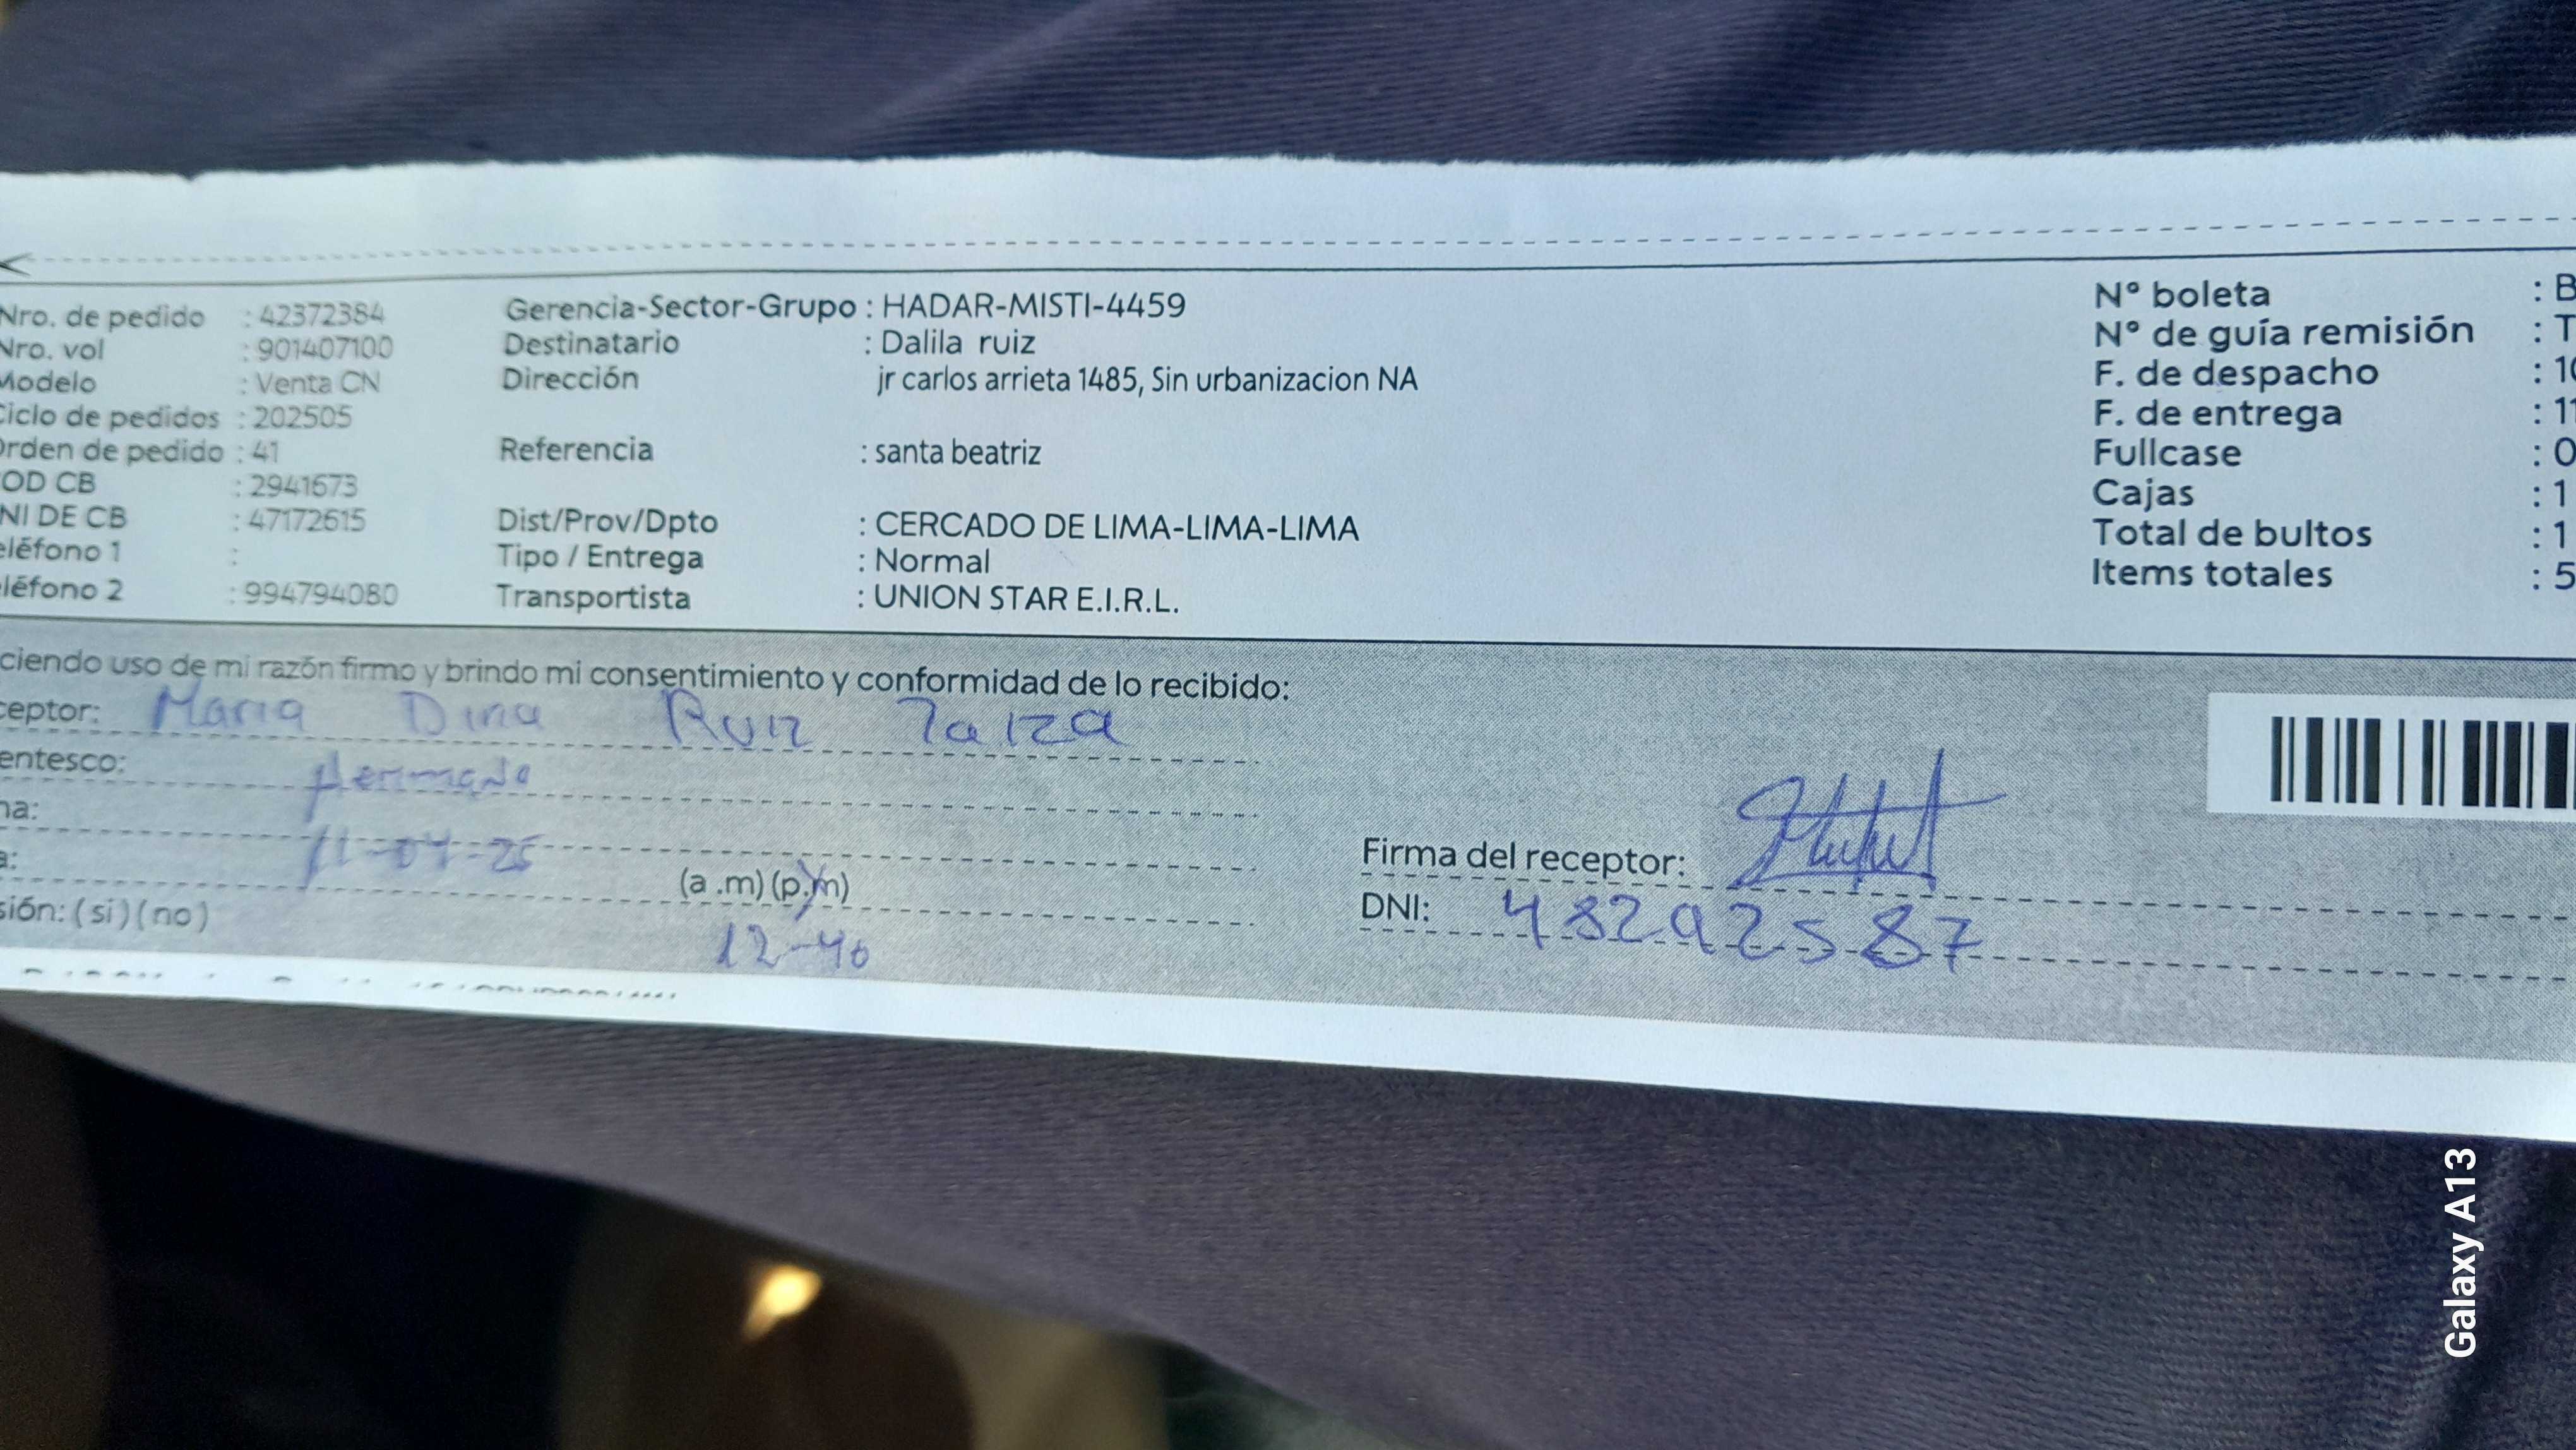 Nro. de pedido : 42372384
Nro. vol : 901407100
Modelo : Venta CN
Ciclo de pedidos : 202505
Orden de pedido : 41
OD CB : 2941673
NI DE CB : 47172615
eléfono 1 :
léfono 2 : 994794080
Gerencia-Sector-Grupo : HADAR-MISTI-4459
Destinatario : Dalila ruiz
Dirección jr carlos arrieta 1485, Sin urbanizacion NA
Referencia : santa beatriz
Dist/Prov/Dpto : CERCADO DE LIMA-LIMA-LIMA
Tipo / Entrega : Normal
Transportista : UNION STAR E.I.R.L.
Nº boleta : B
Nº de guía remisión : T
F. de despacho : 10
F. de entrega : 11
Fullcase : 0
Cajas : 1
Total de bultos : 1
Items totales : 5
ciendo uso de mi razón firmo y brindo mi consentimiento y conformidad de lo recibido:
ceptor: Maria Dina Ruiz
entesco: Hermana
na: 11-04-25
a: (a .m) (p.m)
12-40
sión: ( si ) ( no )
Firma del receptor:
DNI: 48292587
Galaxy A13